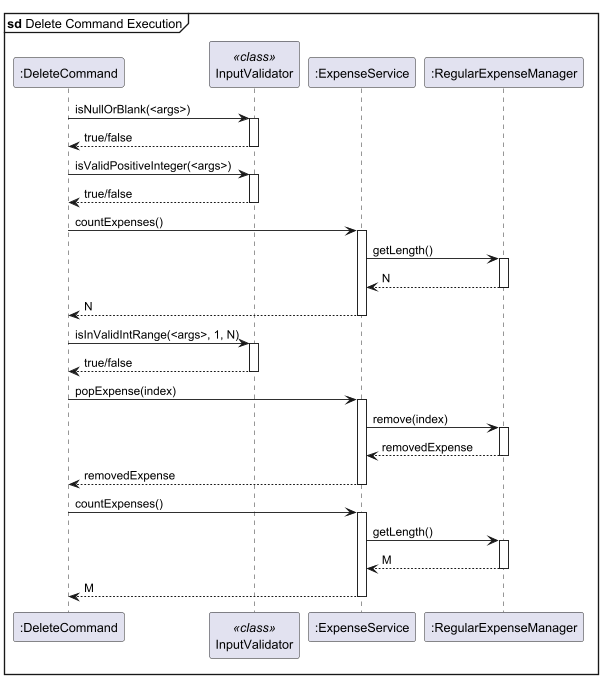 sd Delete Command Execution
:DeleteCommand
«class»
InputValidator
:ExpenseService
:RegularExpenseManager
isNullOrBlank(<args>)
true/false
isValidPositiveInteger(<args>)
true/false
countExpenses()
getLength()
N
N
isInValidIntRange(<args>, 1, N)
true/false
popExpense(index)
remove(index)
removedExpense
removedExpense
countExpenses()
getLength()
M
M
:DeleteCommand
«class»
InputValidator
:ExpenseService
:RegularExpenseManager